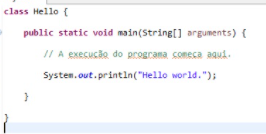 class Hello {
public static void main(String[] arguments) {
// A execução do programa começa aqui.
System.out.println("Hello world.");
}
}